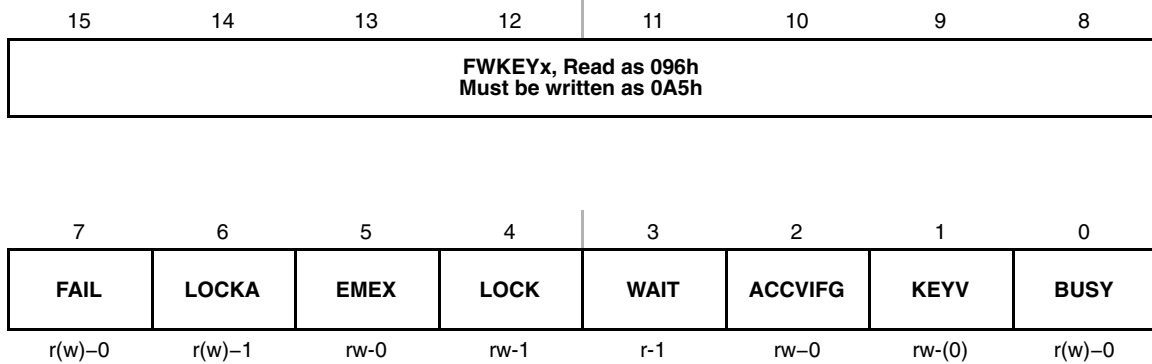 15 14 13 12 11 10 9 8
FWKEYx, Read as 096h
Must be written as 0A5h
7 6 5 4 3 2 1 0
FAIL LOCKA EMEX LOCK WAIT ACCVIFG KEYV BUSY
r(w)−0 r(w)−1 rw-0 rw-1 r-1 rw−0 rw-(0) r(w)−0